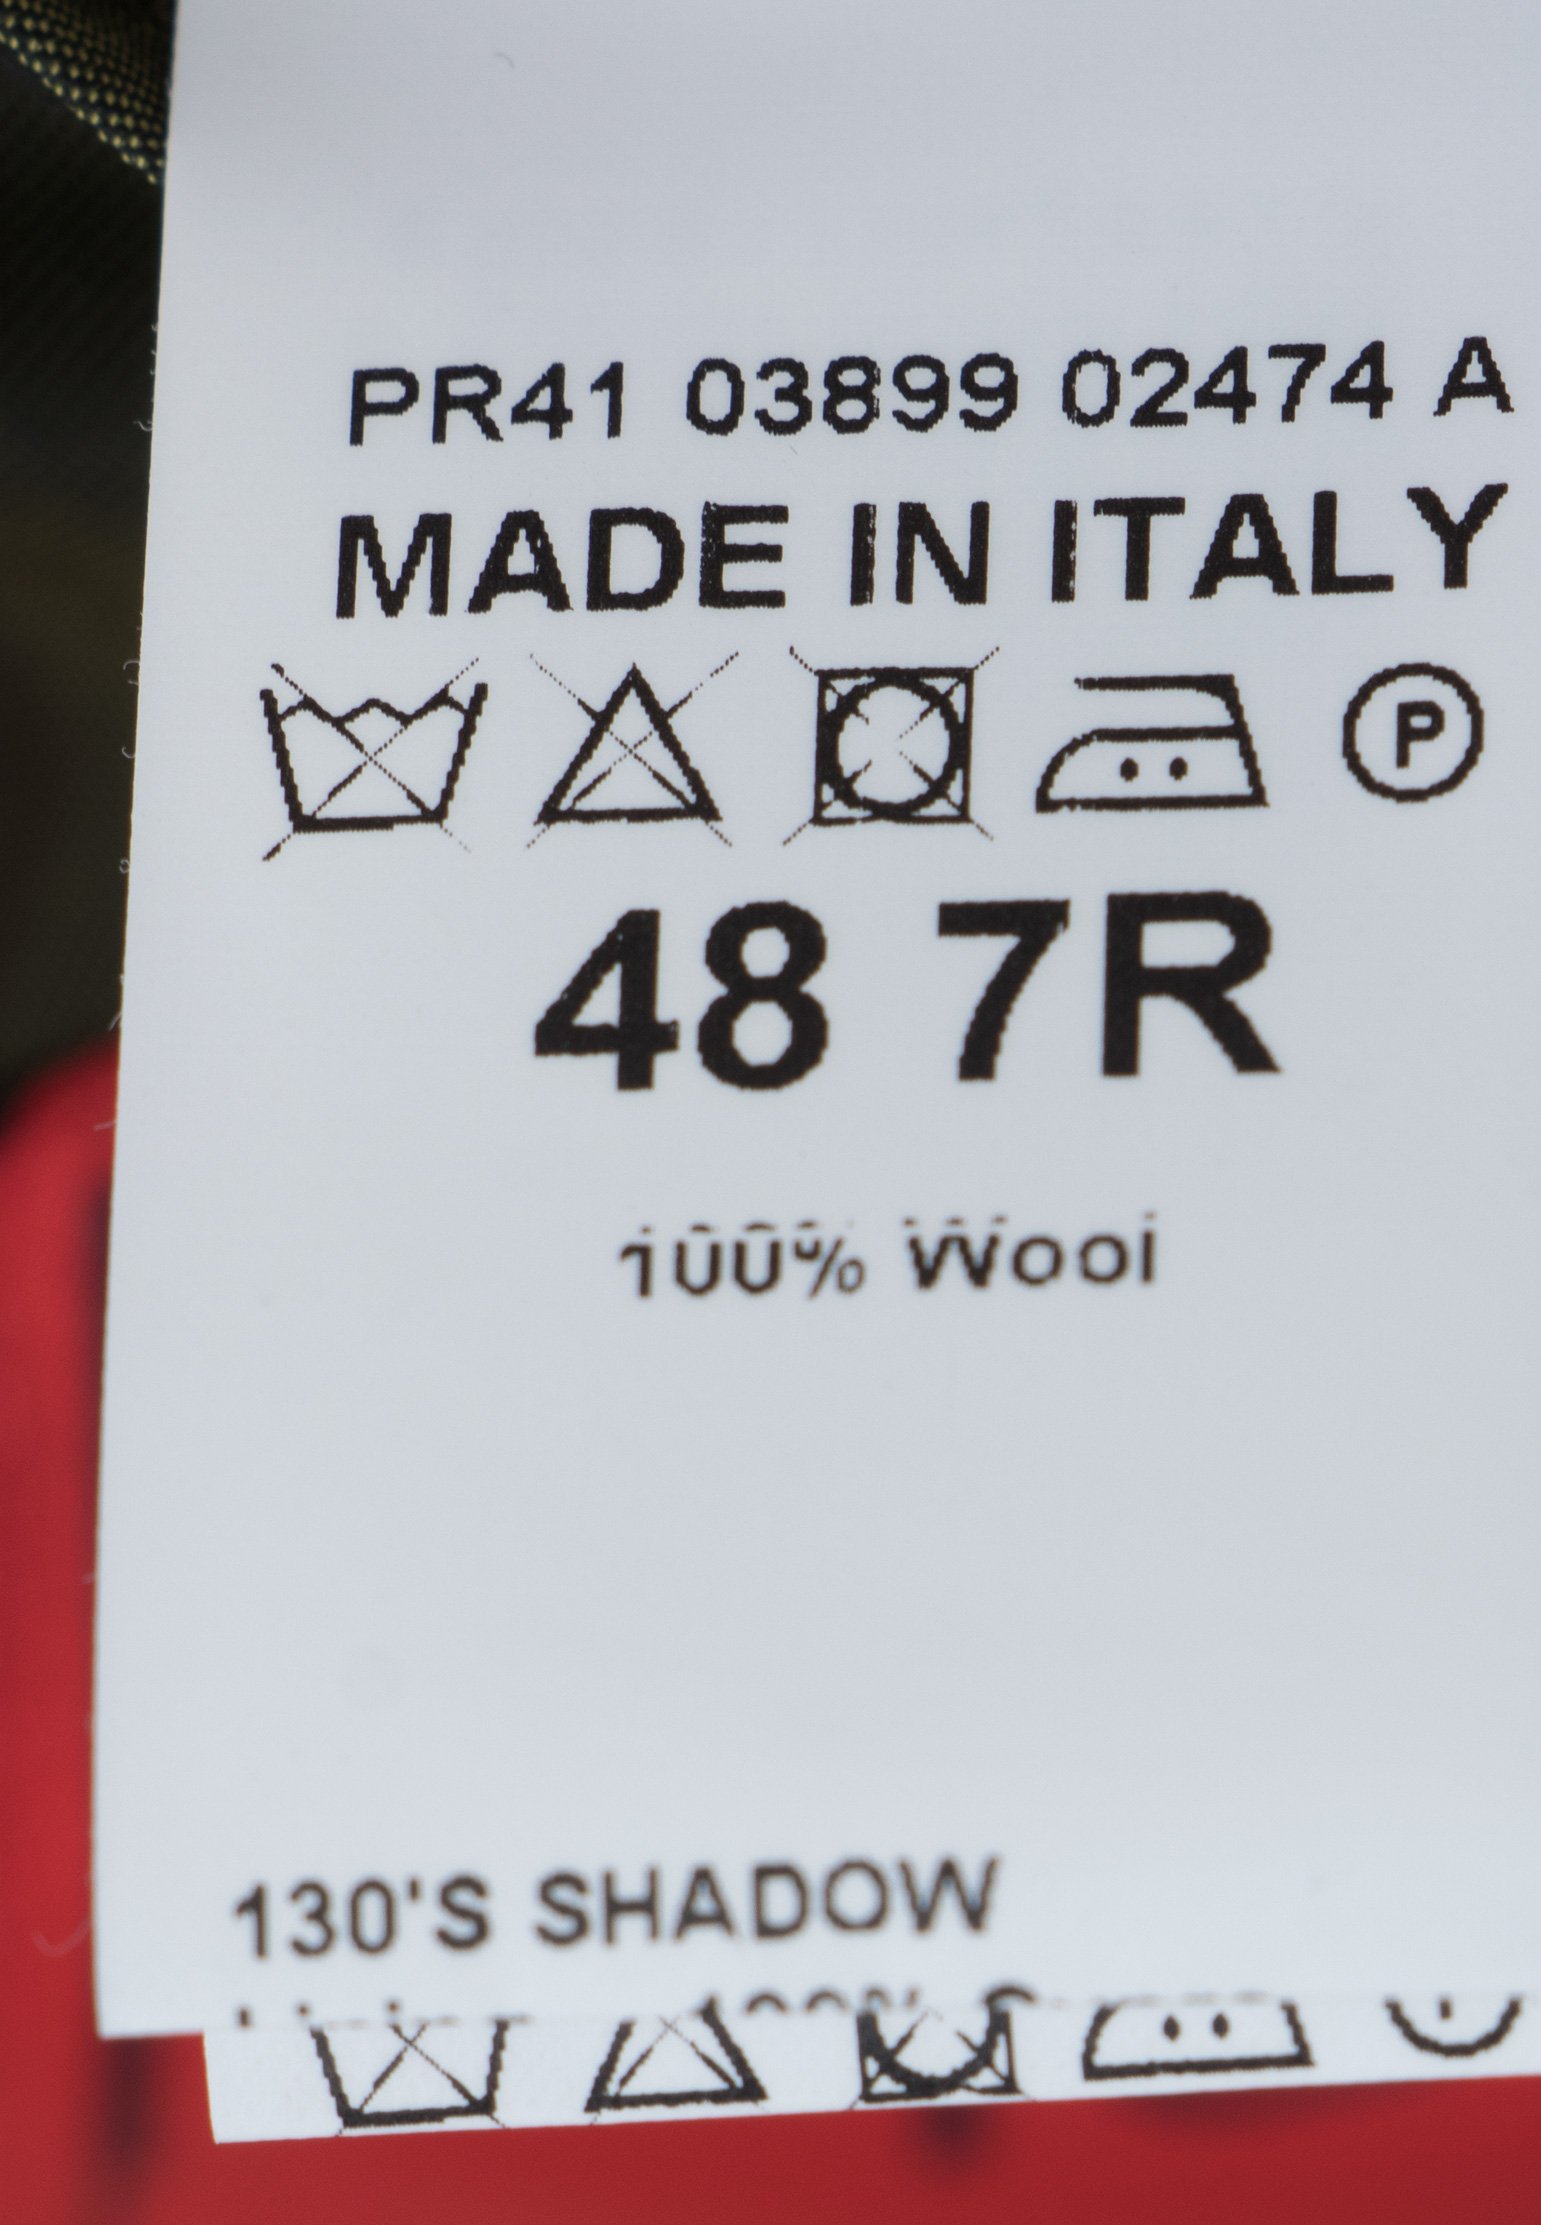 PR41 03899 02474 A
MADE IN ITALY
P
48 7R
100% Wool
130'S SHADOW